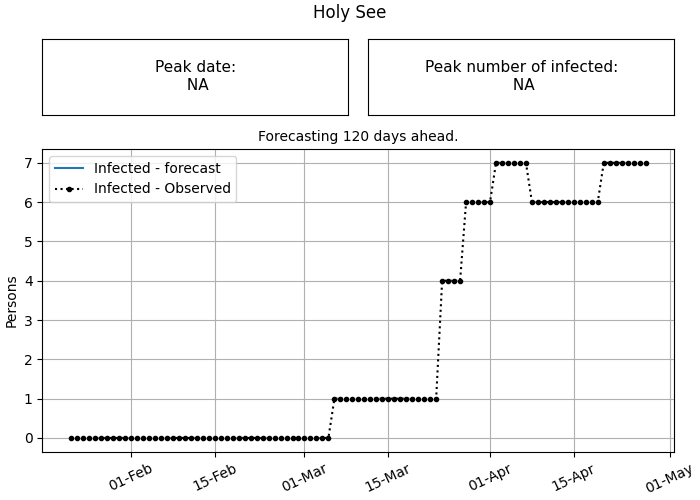 Holy See
Peak date:
NA
Peak number of infected:
NA
Forecasting 120 days ahead.
Infected - forecast
Infected - Observed
Persons
7
6
5
4
3
2
1
0
01-Feb
15-Feb
01-Mar
15-Mar
01-Apr
15-Apr
01-May